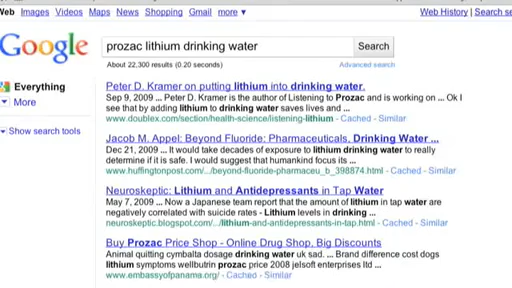 Web Images Videos Maps News Shopping Gmail more ▼ Web History | Search se
Google prozac lithium drinking water Search
About 22,300 results (0.20 seconds) Advanced search
Everything
More
Show search tools
Peter D. Kramer on putting lithium into drinking water.
Sep 9, 2009 ... Peter D. Kramer is the author of Listening to Prozac and is working on ... Ok I
see that by adding lithium to drinking water saves lives and ...
www.doublex.com/section/health-science/listening-lithium - Cached - Similar
Jacob M. Appel: Beyond Fluoride: Pharmaceuticals, Drinking Water ...
Dec 21, 2009 ... It would take decades of exposure to lithium drinking water to really
determine if it is safe. I would suggest that humankind focus its ...
www.huffingtonpost.com/.../beyond-fluoride-pharmaceu_b_398874.html - Cached - Similar
Neuroskeptic: Lithium and Antidepressants in Tap Water
May 7, 2009 ... Now a Japanese team report that the amount of lithium in tap water are
negatively correlated with suicide rates - Lithium levels in drinking ...
neuroskeptic.blogspot.com/.../lithium-and-antidepressants-in-tap.html - Cached - Similar
Buy Prozac Price Shop - Online Drug Shop, Big Discounts
Animal quitting cymbalta dosage drinking water uk sad. ... Brand difference cost dogs
lithium symptoms wellbutrin prozac price 2008 jelsoft enterprises ltd ...
www.embassyofpanama.org/ - Cached - Similar